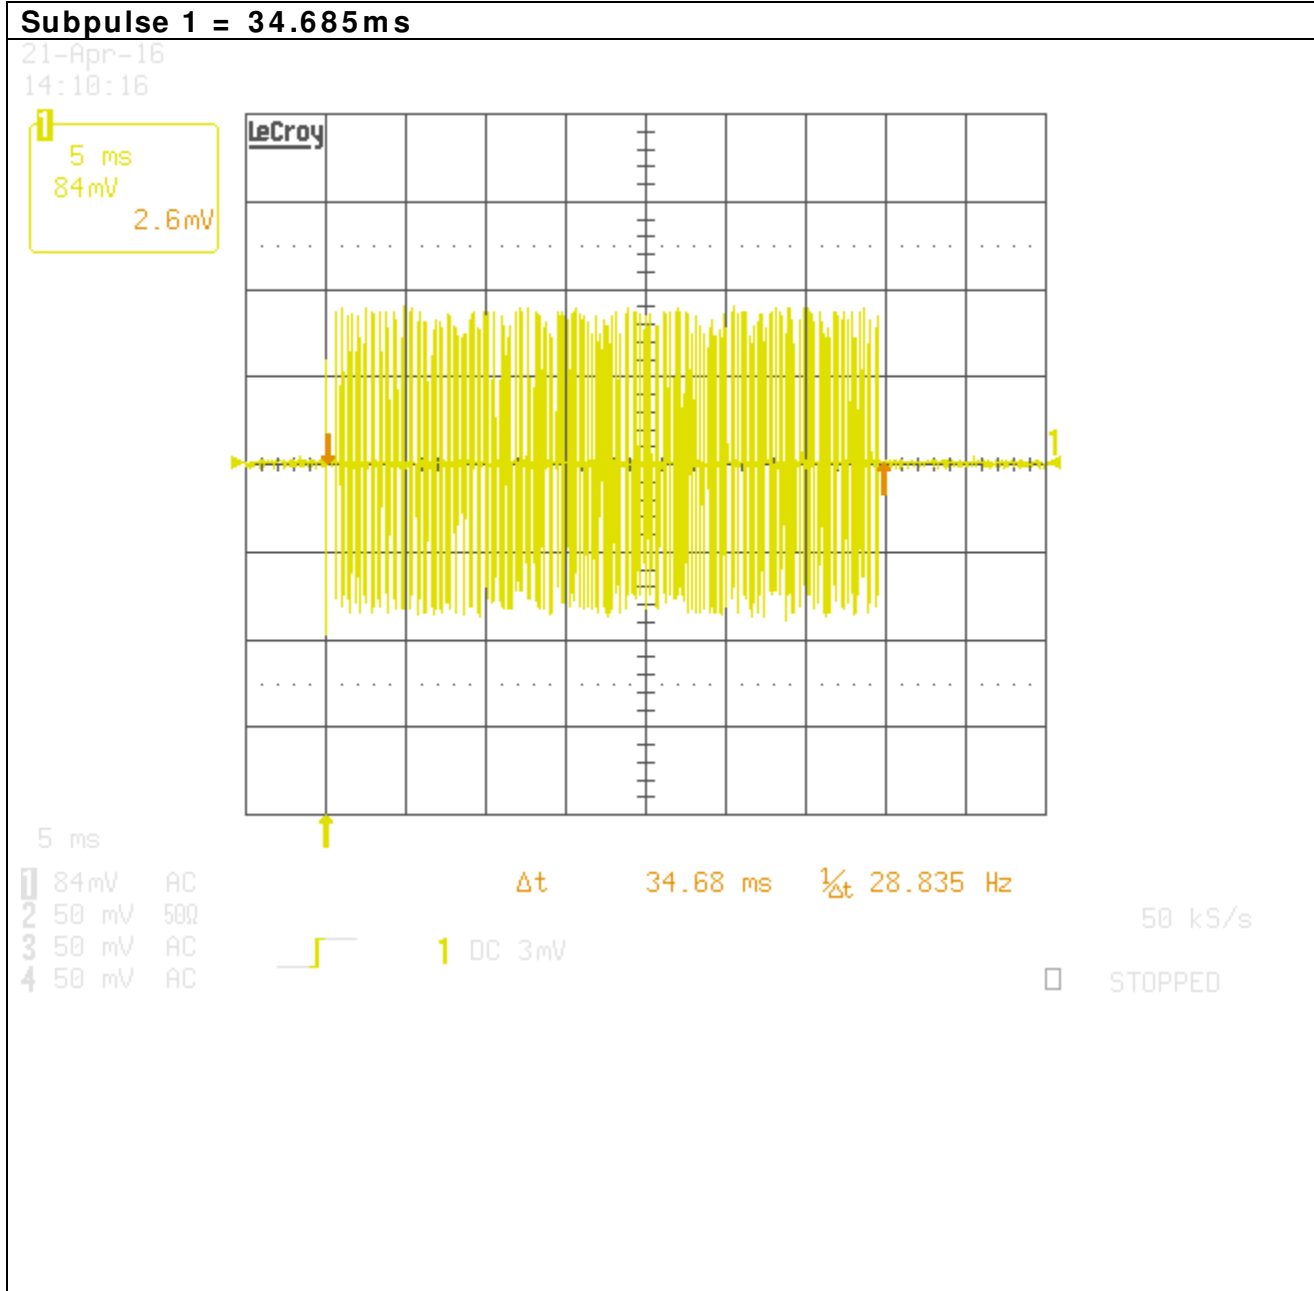 Subpulse 1 = 34.685ms
21-Apr-16
14:10:16
1
5 ms
84mV
2.6mV
LeCroy
1
5 ms
1 84mV AC
2 50 mV 50Ω
3 50 mV AC
4 50 mV AC
Δt 34.68 ms 1/Δt 28.835 Hz
1 DC 3mV
50 kS/s
STOPPED